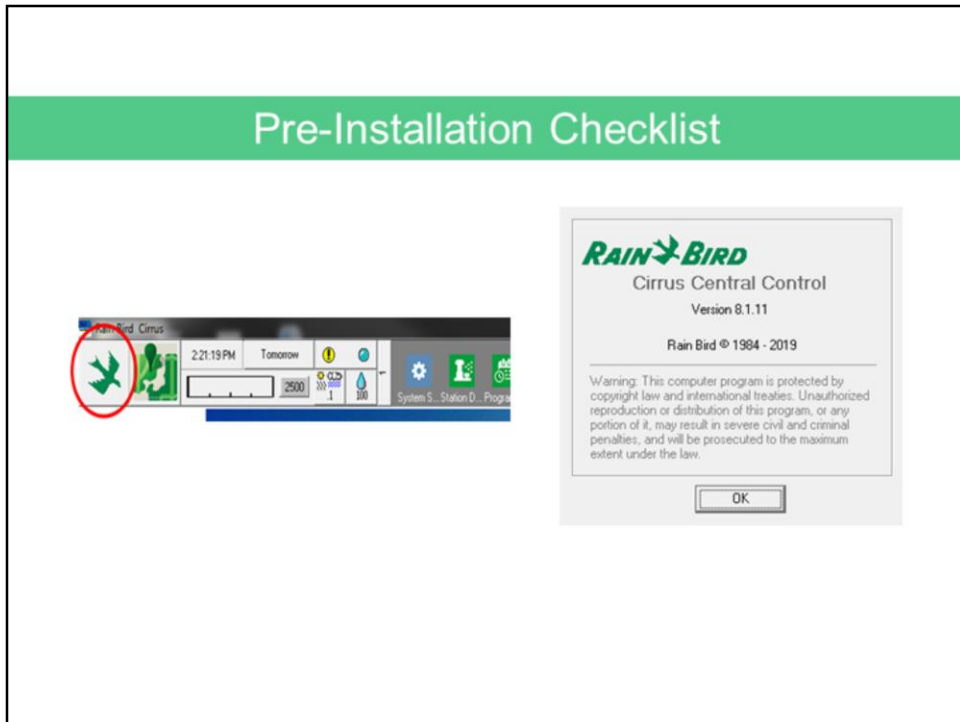 Pre-Installation Checklist
Rain Bird Cirrus
2:21:19 PM
Tomorrow
2500
.1
100
System S... Station D... Progra
RAIN BIRD
Cirrus Central Control
Version 8.1.11
Rain Bird © 1984 - 2019
Warning: This computer program is protected by
copyright law and international treaties. Unauthorized
reproduction or distribution of this program, or any
portion of it, may result in severe civil and criminal
penalties, and will be prosecuted to the maximum
extent under the law.
OK